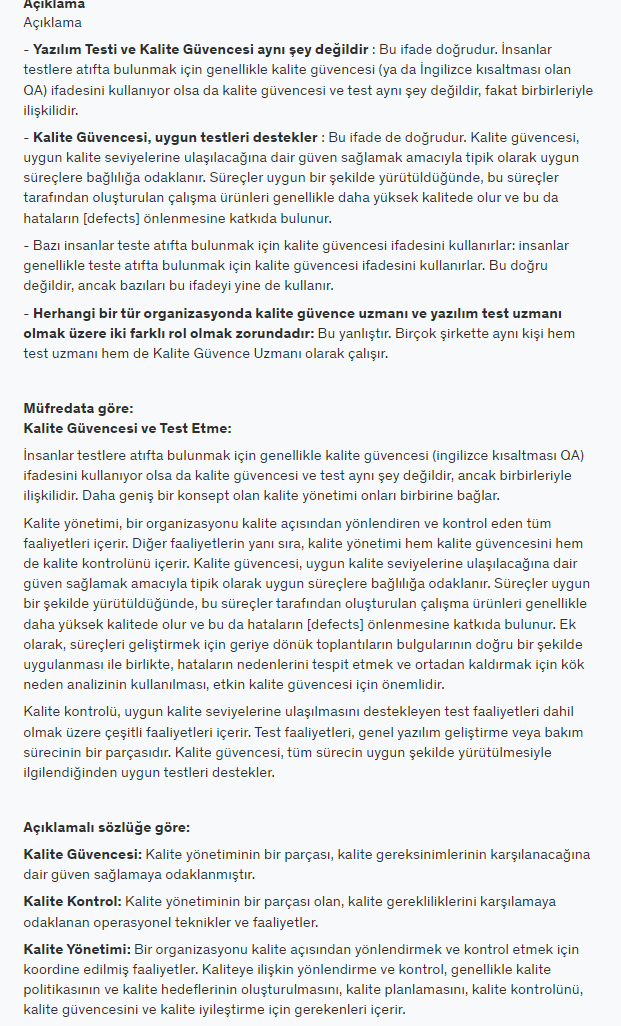 Açıklama
Açıklama
- Yazılım Testi ve Kalite Güvencesi aynı şey değildir : Bu ifade doğrudur. İnsanlar
testlere atıfta bulunmak için genellikle kalite güvencesi (ya da İngilizce kısaltması olan
QA) ifadesini kullanıyor olsa da kalite güvencesi ve test aynı şey değildir, fakat birbirleriyle
ilişkilidir.
- Kalite Güvencesi, uygun testleri destekler : Bu ifade de doğrudur. Kalite güvencesi,
uygun kalite seviyelerine ulaşılacağına dair güven sağlamak amacıyla tipik olarak uygun
süreçlere bağlılığa odaklanır. Süreçler uygun bir şekilde yürütüldüğünde, bu süreçler
tarafından oluşturulan çalışma ürünleri genellikle daha yüksek kalitede olur ve bu da
hataların [defects] önlenmesine katkıda bulunur.
- Bazı insanlar teste atıfta bulunmak için kalite güvencesi ifadesini kullanırlar: insanlar
genellikle teste atıfta bulunmak için kalite güvencesi ifadesini kullanırlar. Bu doğru
değildir, ancak bazıları bu ifadeyi yine de kullanır.
- Herhangi bir tür organizasyonda kalite güvence uzmanı ve yazılım test uzmanı
olmak üzere iki farklı rol olmak zorundadır: Bu yanlıştır. Birçok şirkette aynı kişi hem
test uzmanı hem de Kalite Güvence Uzmanı olarak çalışır.
Müfredata göre:
Kalite Güvencesi ve Test Etme:
İnsanlar testlere atıfta bulunmak için genellikle kalite güvencesi (ingilizce kısaltması QA)
ifadesini kullanıyor olsa da kalite güvencesi ve test aynı şey değildir, ancak birbirleriyle
ilişkilidir. Daha geniş bir konsept olan kalite yönetimi onları birbirine bağlar.
Kalite yönetimi, bir organizasyonu kalite açısından yönlendiren ve kontrol eden tüm
faaliyetleri içerir. Diğer faaliyetlerin yanı sıra, kalite yönetimi hem kalite güvencesini hem
de kalite kontrolünü içerir. Kalite güvencesi, uygun kalite seviyelerine ulaşılacağına dair
güven sağlamak amacıyla tipik olarak uygun süreçlere bağlılığa odaklanır. Süreçler uygun
bir şekilde yürütüldüğünde, bu süreçler tarafından oluşturulan çalışma ürünleri genellikle
daha yüksek kalitede olur ve bu da hataların [defects] önlenmesine katkıda bulunur. Ek
olarak, süreçleri geliştirmek için geriye dönük toplantıların bulgularının doğru bir şekilde
uygulanması ile birlikte, hataların nedenlerini tespit etmek ve ortadan kaldırmak için kök
neden analizinin kullanılması, etkin kalite güvencesi için önemlidir.
Kalite kontrolü, uygun kalite seviyelerine ulaşılmasını destekleyen test faaliyetleri dahil
olmak üzere çeşitli faaliyetleri içerir. Test faaliyetleri, genel yazılım geliştirme veya bakım
sürecinin bir parçasıdır. Kalite güvencesi, tüm sürecin uygun şekilde yürütülmesiyle
ilgilendiğinden uygun testleri destekler.
Açıklamalı sözlüğe göre:
Kalite Güvencesi: Kalite yönetiminin bir parçası, kalite gereksinimlerinin karşılanacağına
dair güven sağlamaya odaklanmıştır.
Kalite Kontrol: Kalite yönetiminin bir parçası olan, kalite gerekliliklerini karşılamaya
odaklanan operasyonel teknikler ve faaliyetler.
Kalite Yönetimi: Bir organizasyonu kalite açısından yönlendirmek ve kontrol etmek için
koordine edilmiş faaliyetler. Kaliteye ilişkin yönlendirme ve kontrol, genellikle kalite
politikasının ve kalite hedeflerinin oluşturulmasını, kalite planlamasını, kalite kontrolünü,
kalite güvencesini ve kalite iyileştirme için gerekenleri içerir.